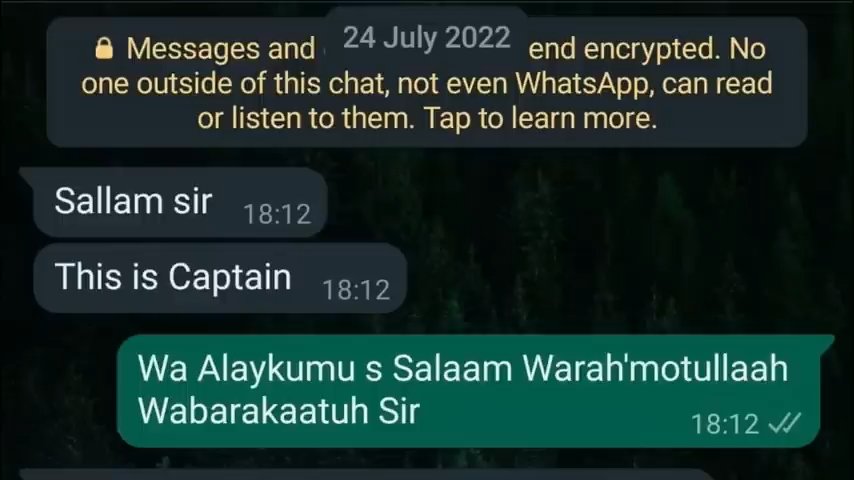 24 July 2022
Messages and end encrypted. No
one outside of this chat, not even WhatsApp, can read
or listen to them. Tap to learn more.
Sallam sir 18:12
This is Captain 18:12
Wa Alaykumu s Salaam Warah'motullaah
Wabarakaatuh Sir 18:12